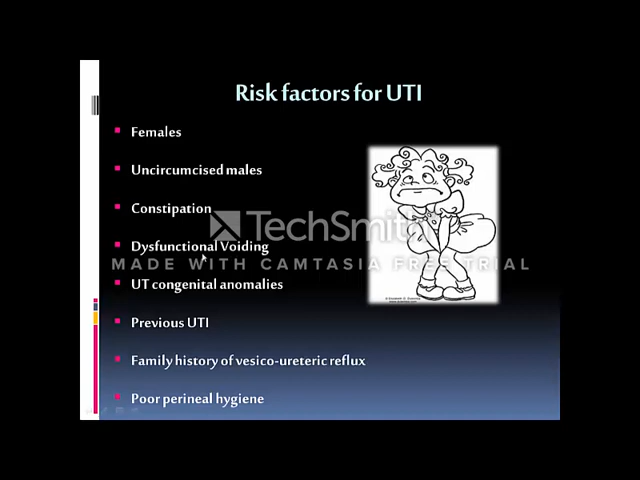 Risk factors for UTI
Females
Uncircumcised males
Constipation
TechSmith
Dysfunctional Voiding
MADE WITH CAMTASIA FREE TRIAL
UT congenital anomalies
Previous UTI
Family history of vesico-ureteric reflux
Poor perineal hygiene